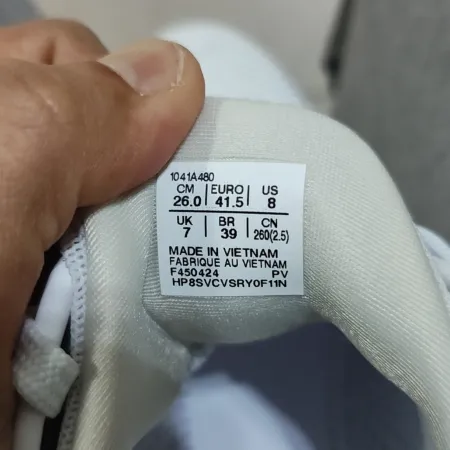 1041A480
CM EURO US
26.0 41.5 8
UK BR CN
7 39 260(2.5)
MADE IN VIETNAM
FABRIQUE AU VIETNAM
F450424 PV
HP8SVCVSRY0F11N